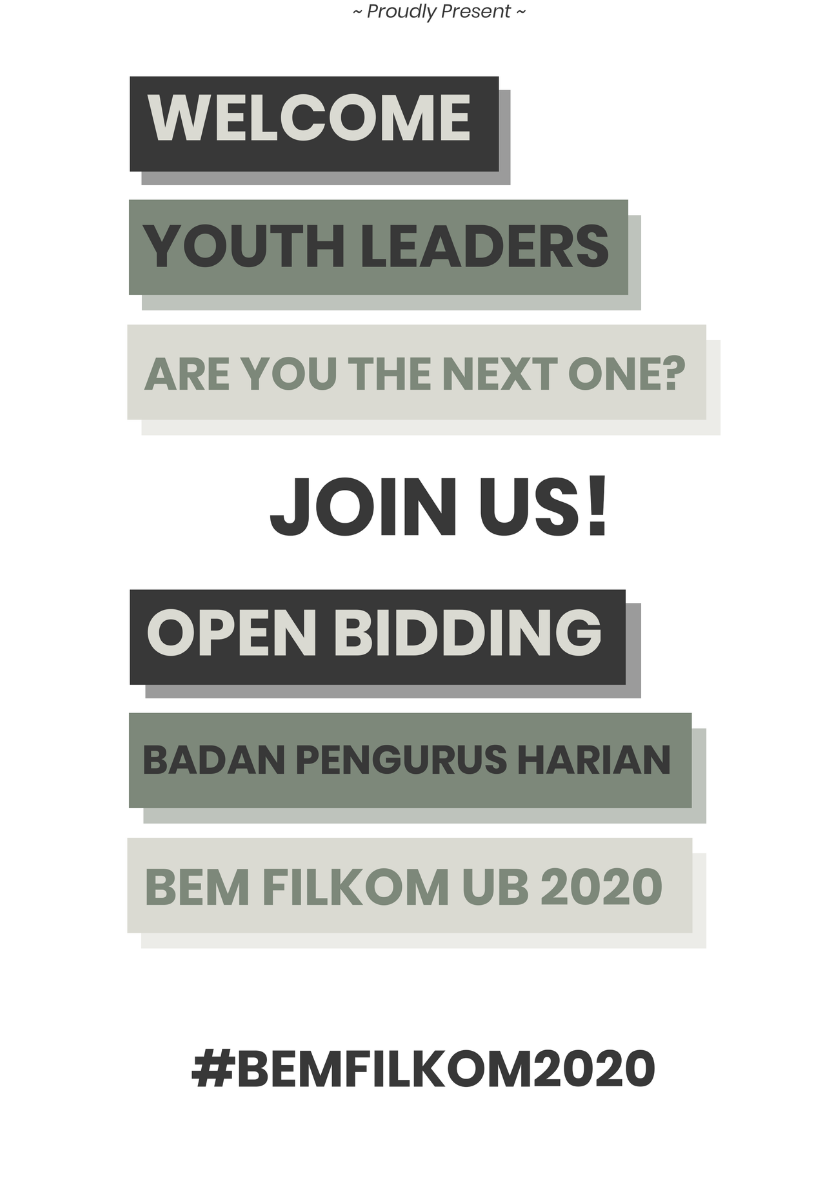 ~ Proudly Present ~
WELCOME
YOUTH LEADERS
ARE YOU THE NEXT ONE?
JOIN US!
OPEN BIDDING
BADAN PENGURUS HARIAN
BEM FILKOM UB 2020
#BEMFILKOM2020